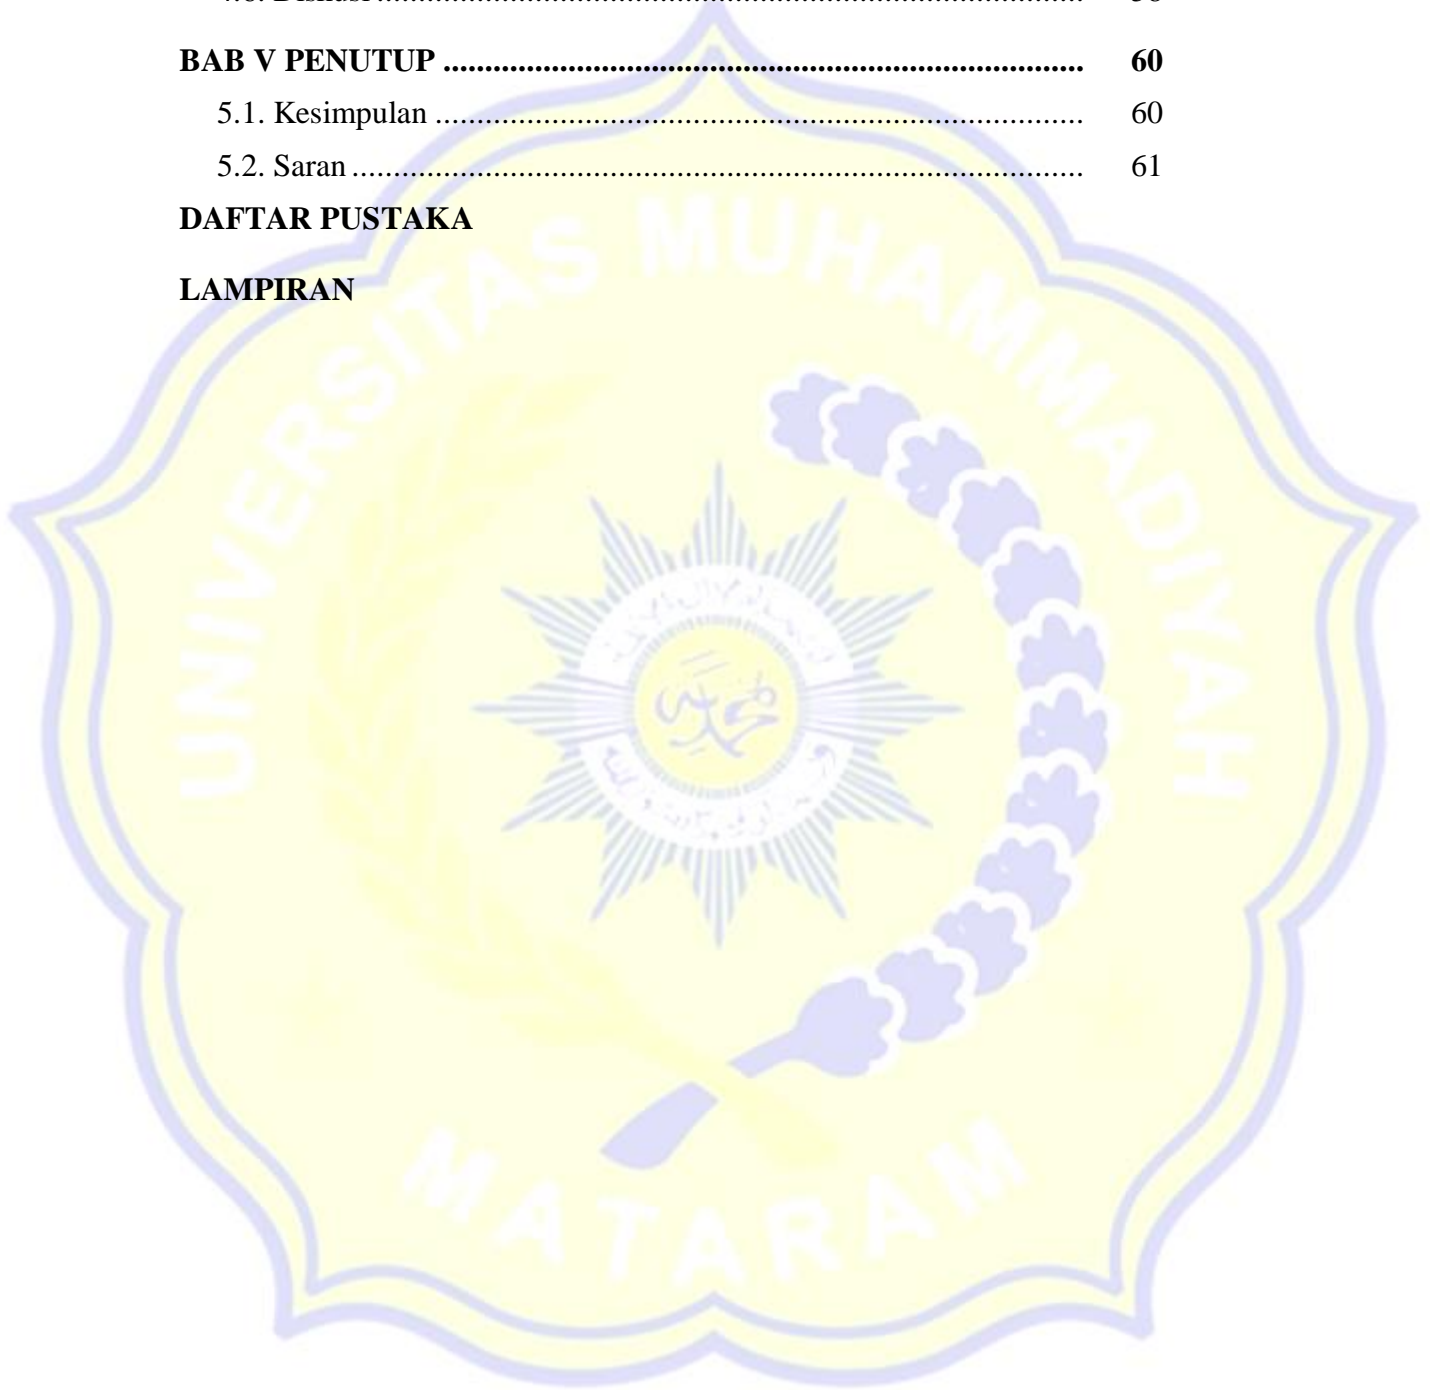 BAB V PENUTUP ................................................................................ 60
5.1. Kesimpulan ................................................................................. 60
5.2. Saran ........................................................................................... 61
DAFTAR PUSTAKA
LAMPIRAN
UNIVERSITAS MUHAMMADIYAH
MATARAM